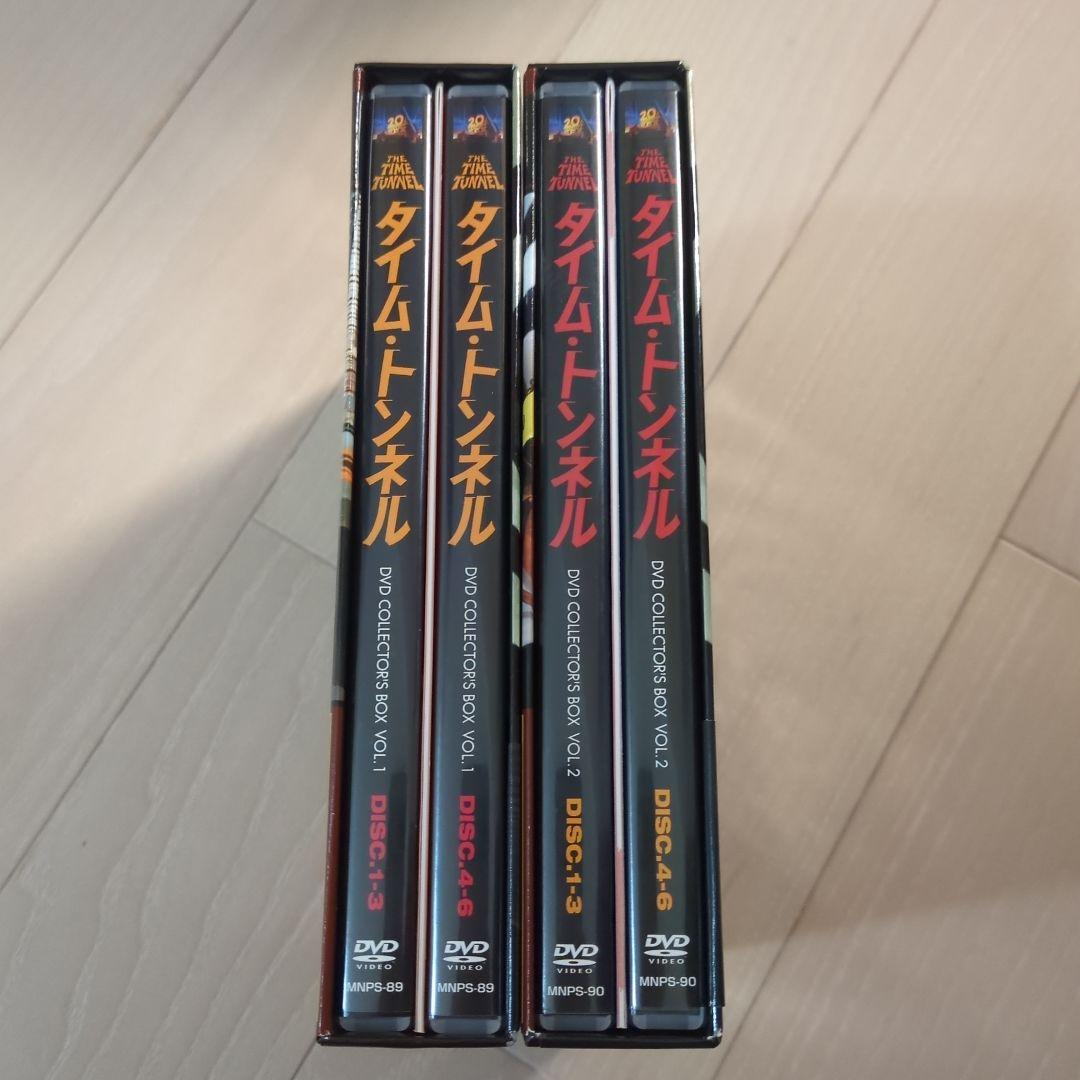 20
THE
TIME
TUNNEL
タイム・トンネル
DVD COLLECTOR'S BOX VOL.1
DISC.1-3
DVD
VIDEO
MNPS-89
20
THE
TIME
TUNNEL
タイム・トンネル
DVD COLLECTOR'S BOX VOL.1
DISC.4-6
DVD
VIDEO
MNPS-89
20
THE
TIME
TUNNEL
タイム・トンネル
DVD COLLECTOR'S BOX VOL.2
DISC.1-3
DVD
VIDEO
MNPS-90
20
THE
TIME
TUNNEL
タイム・トンネル
DVD COLLECTOR'S BOX VOL.2
DISC.4-6
DVD
VIDEO
MNPS-90